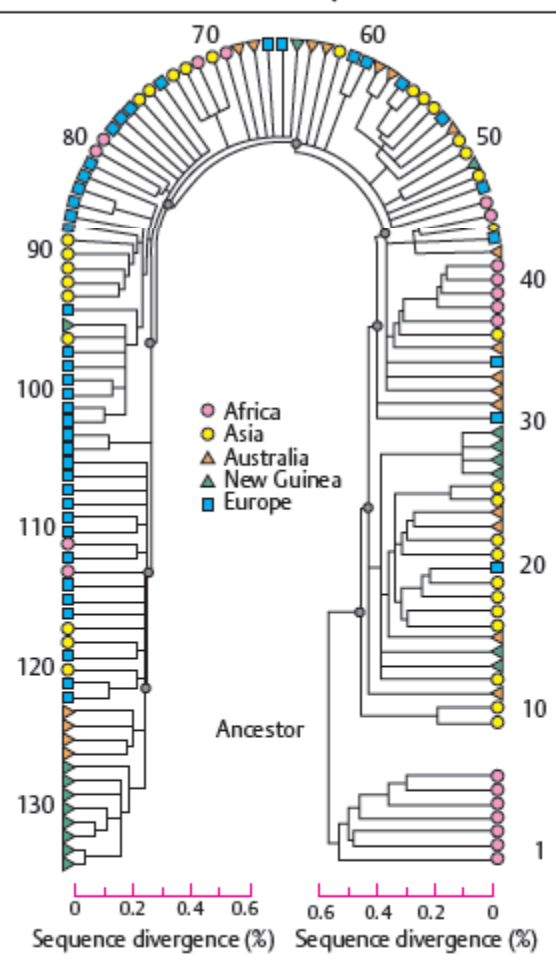 70
60
80
50
90
40
100
Africa
Asia
Australia
New Guinea
Europe
30
110
20
120
Ancestor
10
130
1
0 0.2 0.4 0.6
0.6 0.4 0.2 0
Sequence divergence (%)
Sequence divergence (%)